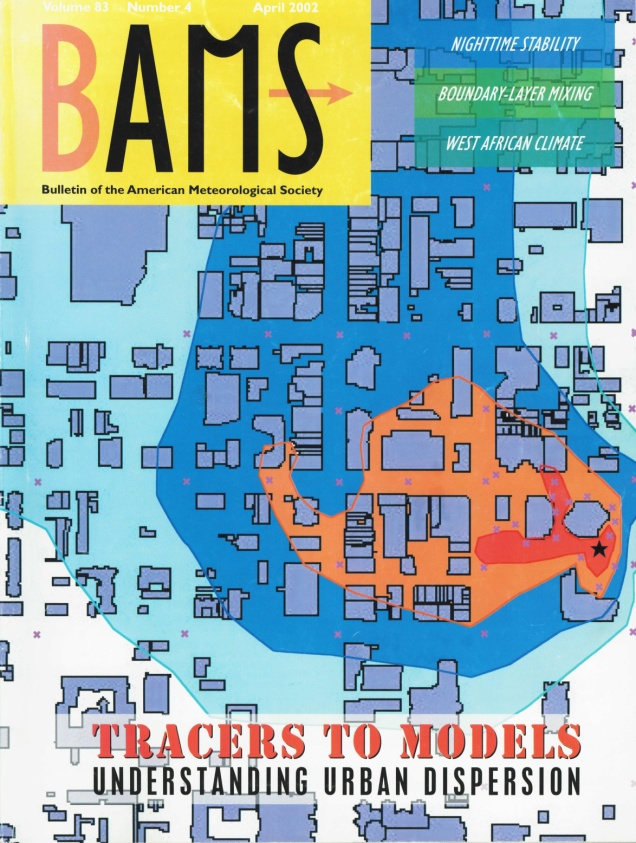 Volume 83 Number 4 April 2002
BAMS
Bulletin of the American Meteorological Society
NIGHTTIME STABILITY
BOUNDARY-LAYER MIXING
WEST AFRICAN CLIMATE
TRACERS TO MODELS
UNDERSTANDING URBAN DISPERSION